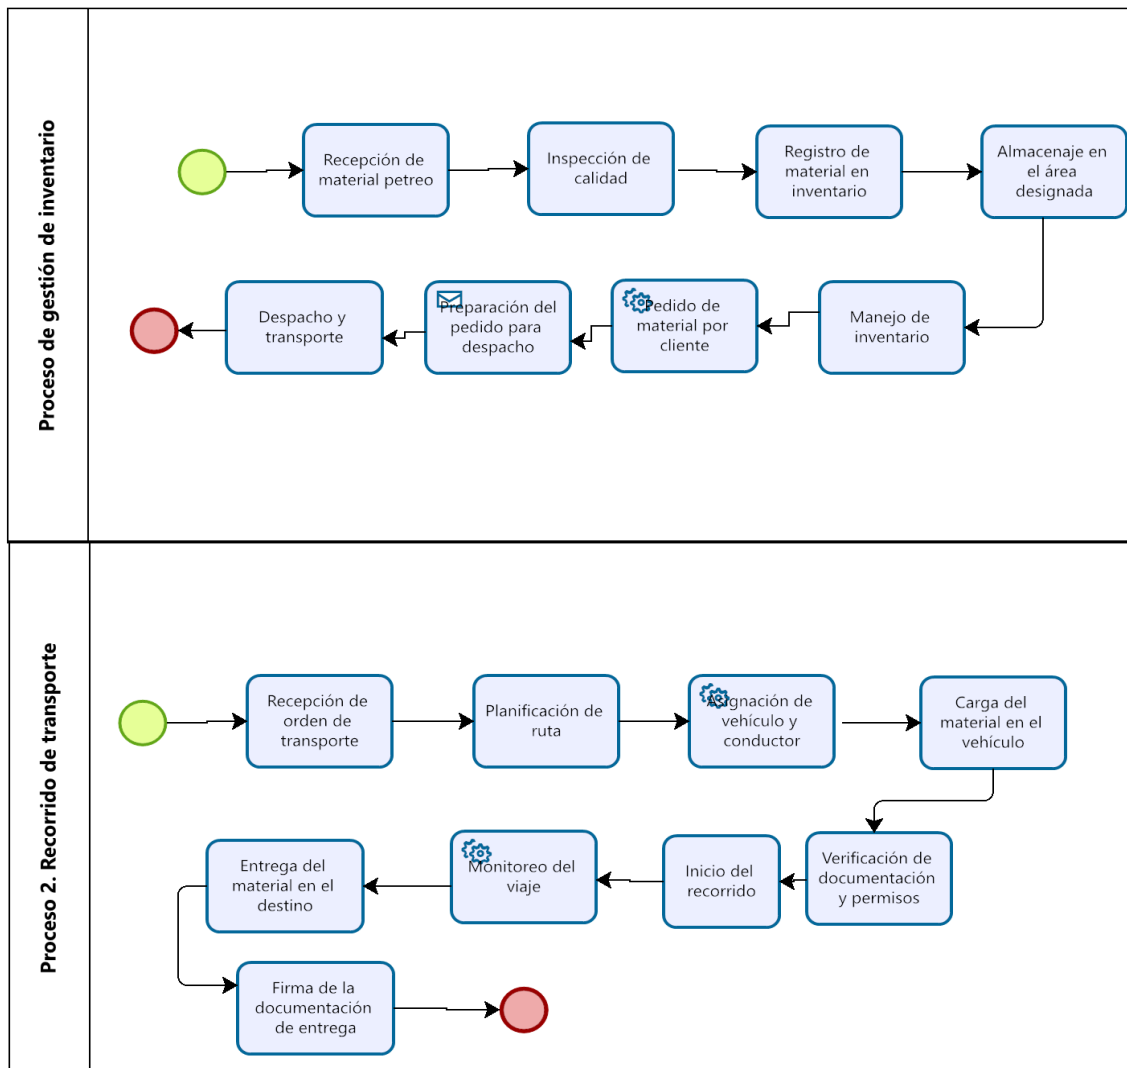 Proceso de gestión de inventario
Recepción de
material petreo
Inspección de
calidad
Registro de
material en
inventario
Almacenaje en
el área
designada
Manejo de
inventario
Pedido de
material por
cliente
Preparación del
pedido para
despacho
Despacho y
transporte
Proceso 2. Recorrido de transporte
Recepción de
orden de
transporte
Planificación de
ruta
Asignación de
vehículo y
conductor
Carga del
material en el
vehículo
Verificación de
documentación
y permisos
Inicio del
recorrido
Monitoreo del
viaje
Entrega del
material en el
destino
Firma de la
documentación
de entrega